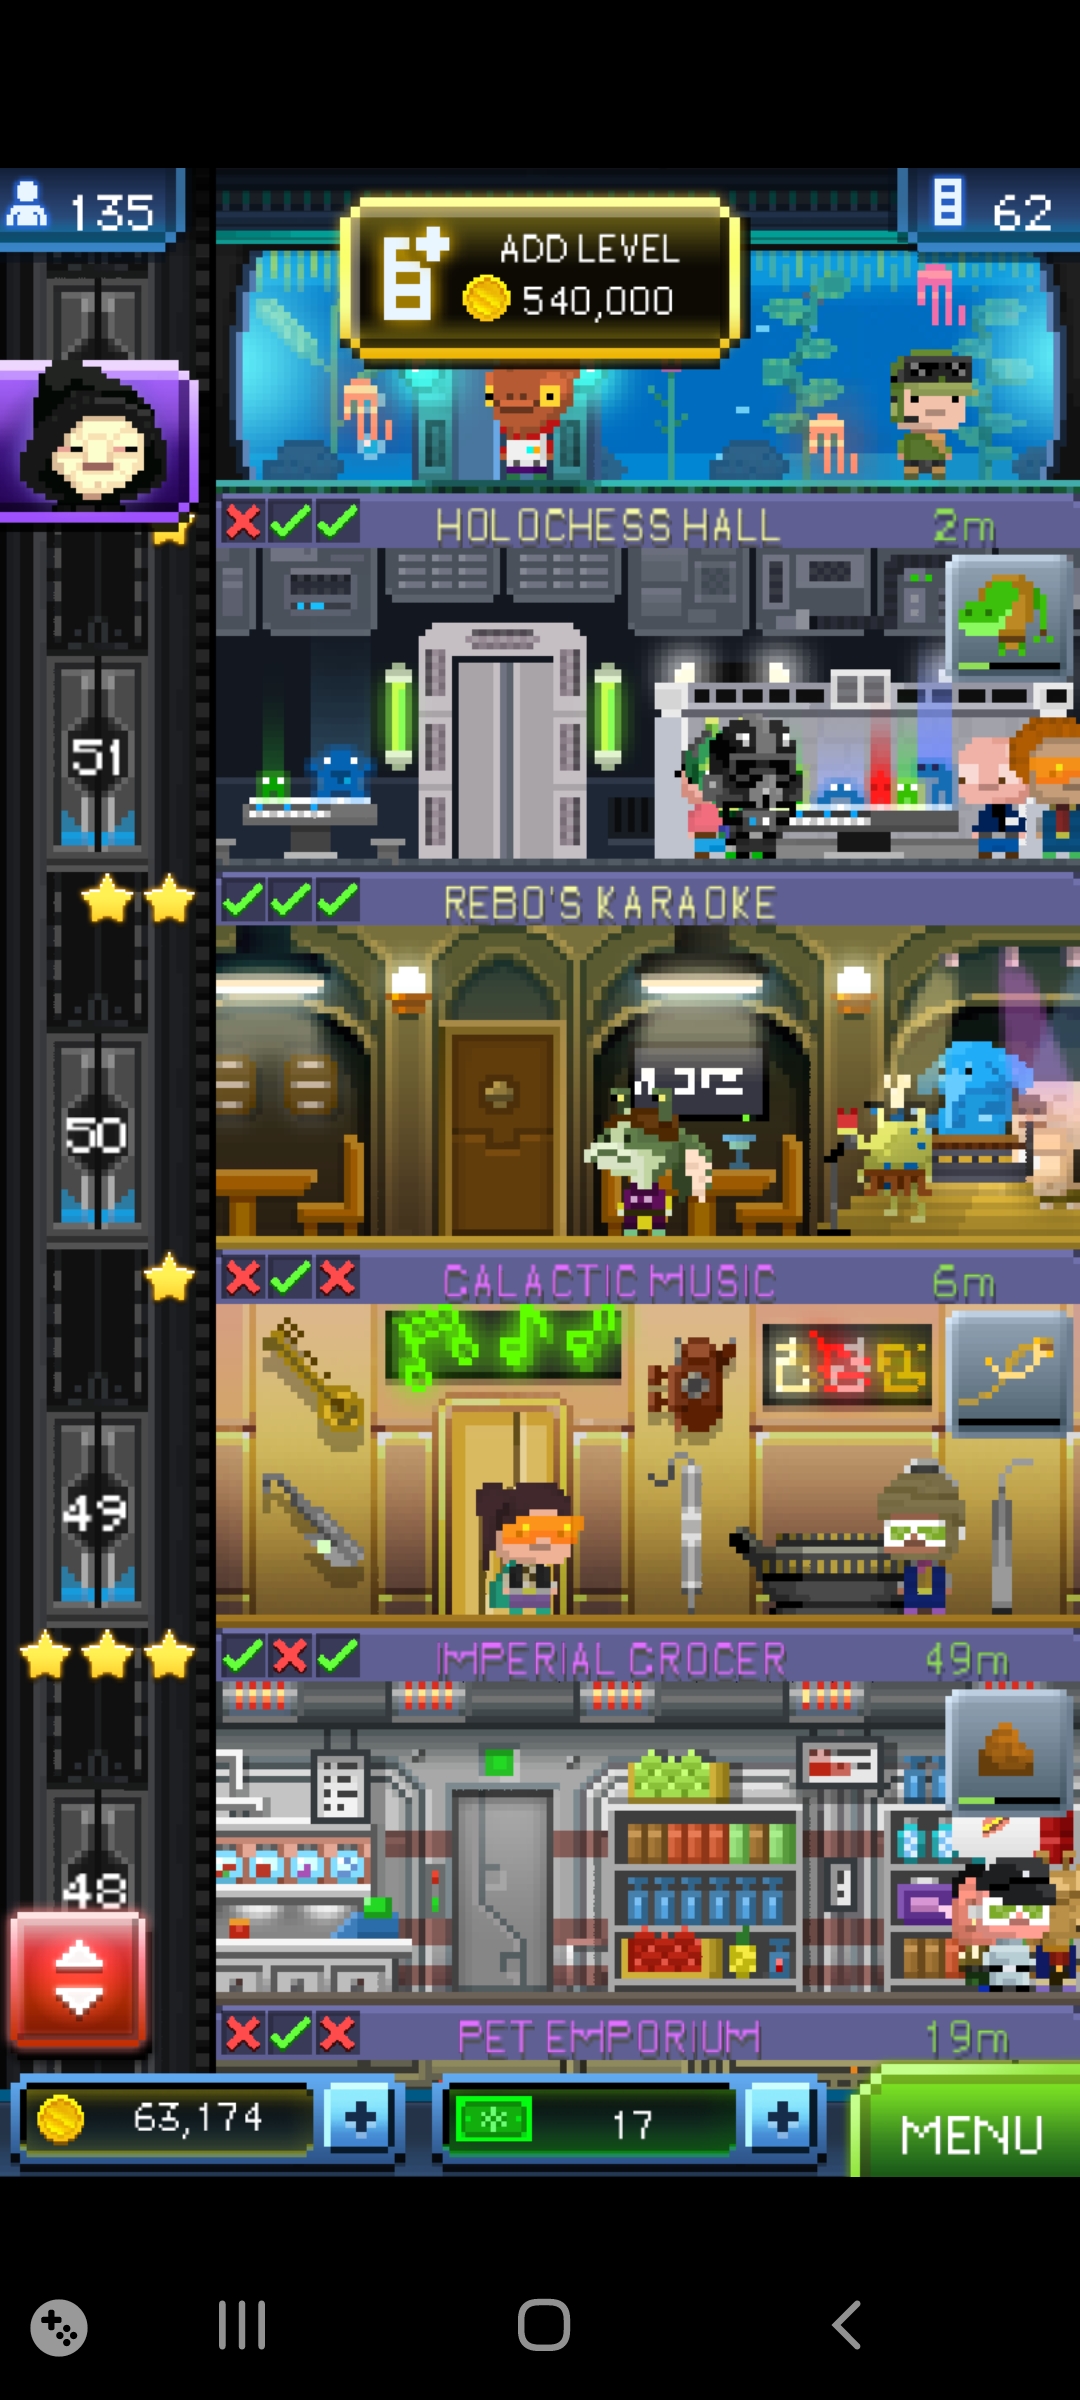 135
62
ADD LEVEL
540,000
HOLOCHESS HALL
2m
51
REBO'S KARAOKE
50
GALACTIC MUSIC
6m
49
IMPERIAL GROCER
49m
48
PET EMPORIUM
19m
63,174
17
MENU